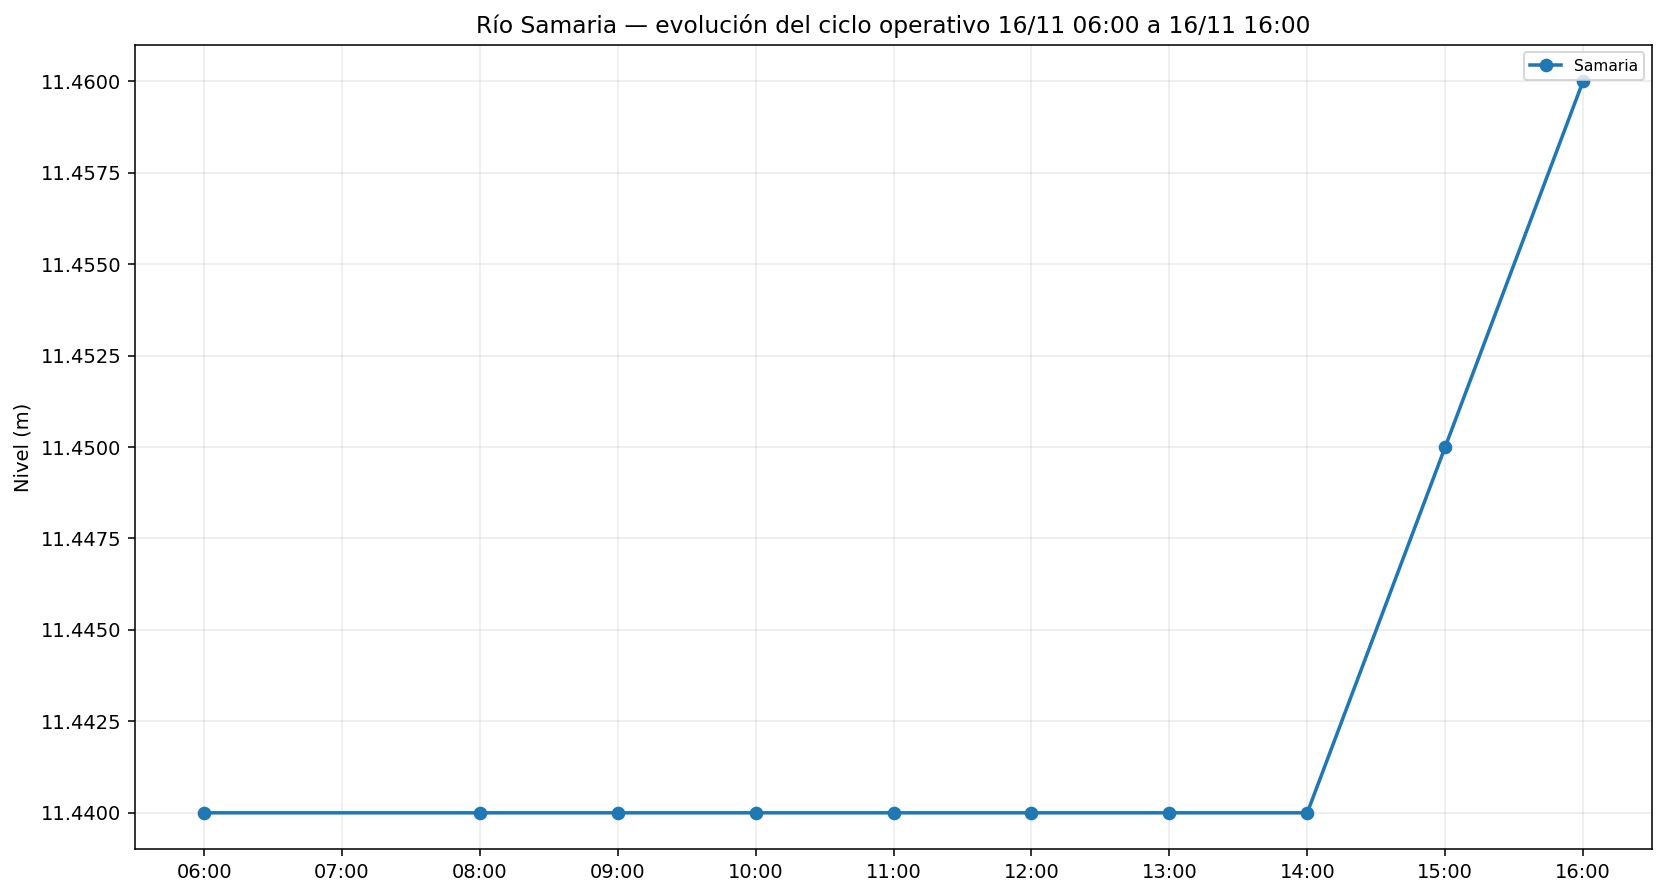 Río Samaria — evolución del ciclo operativo 16/11 06:00 a 16/11 16:00
Samaria
Nivel (m)
11.4600
11.4575
11.4550
11.4525
11.4500
11.4475
11.4450
11.4425
11.4400
06:00 07:00 08:00 09:00 10:00 11:00 12:00 13:00 14:00 15:00 16:00